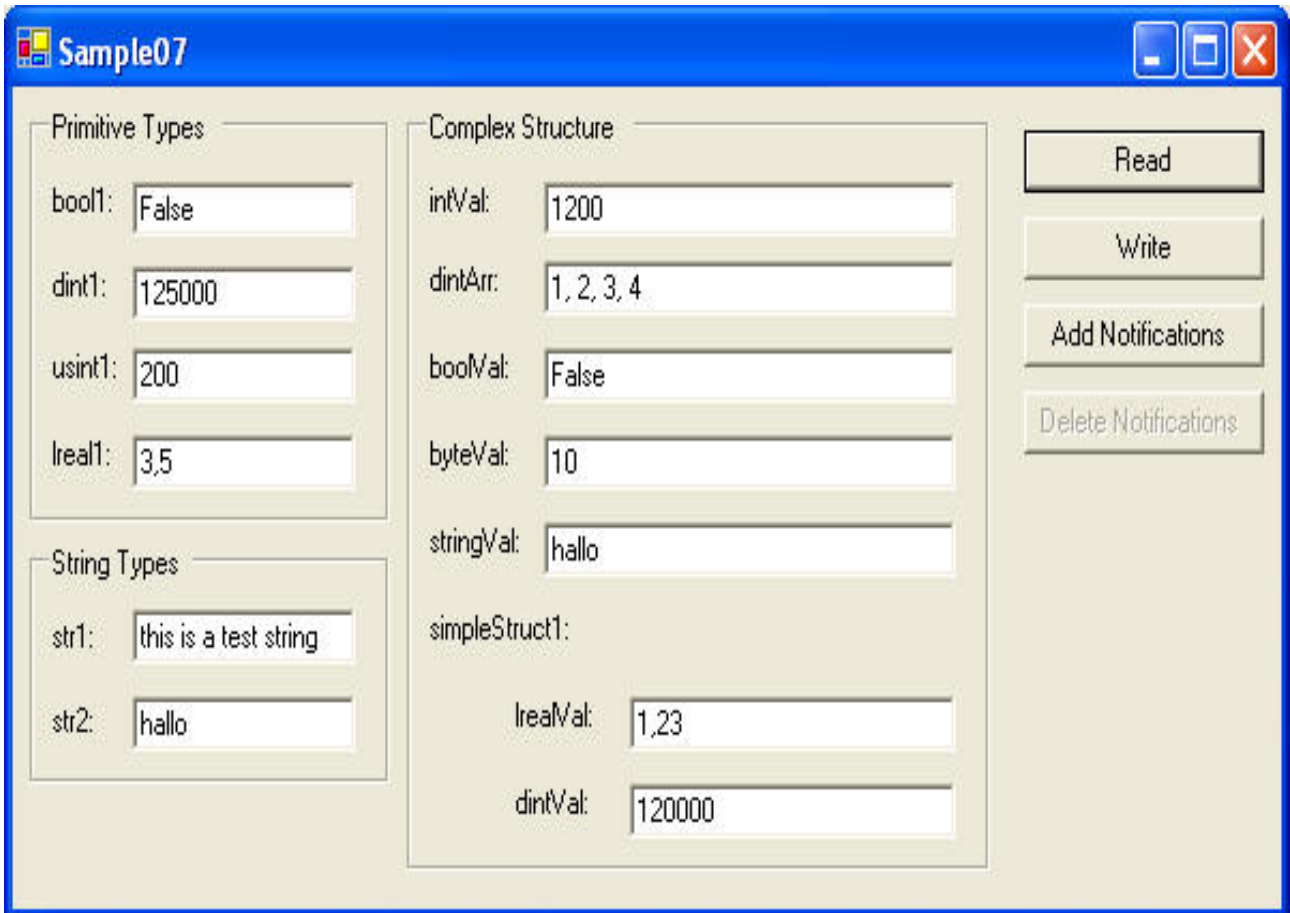 Sample07
Primitive Types
bool1: False
dint1: 125000
usint1: 200
lreal1: 3,5
String Types
str1: this is a test string
str2: hallo
Complex Structure
intVal: 1200
dintArr: 1, 2, 3, 4
boolVal: False
byteVal: 10
stringVal: hallo
simpleStruct1:
lrealVal: 1,23
dintVal: 120000
Read
Write
Add Notifications
Delete Notifications